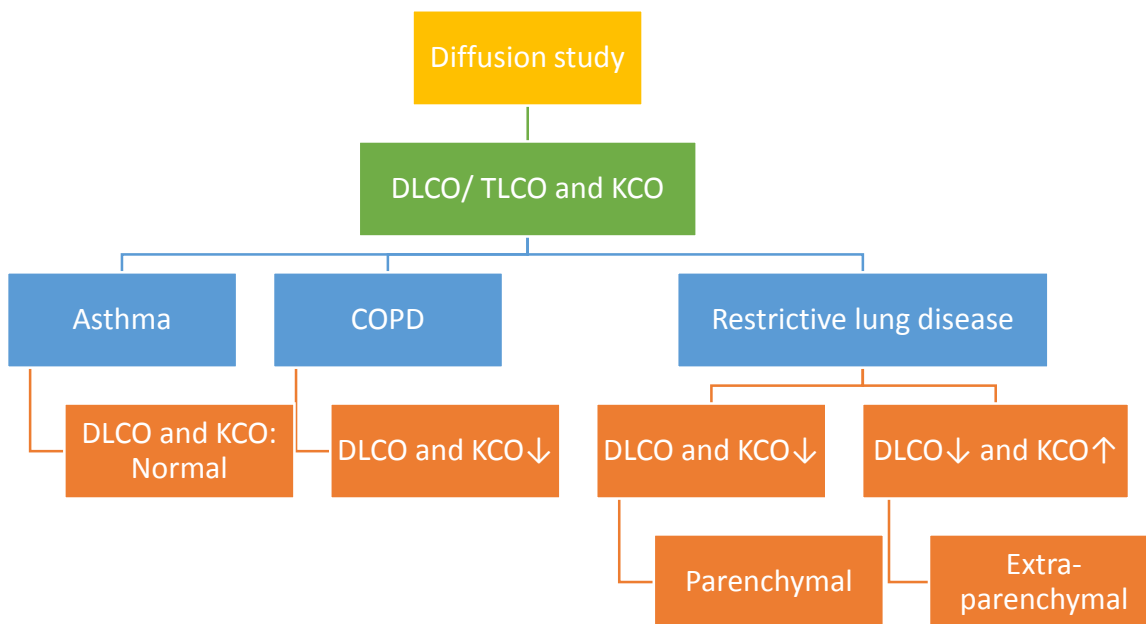 Diffusion study
DLCO/ TLCO and KCO
Asthma
COPD
Restrictive lung disease
DLCO and KCO:
Normal
DLCO and KCO↓
DLCO and KCO↓
DLCO↓ and KCO↑
Parenchymal
Extra-
parenchymal